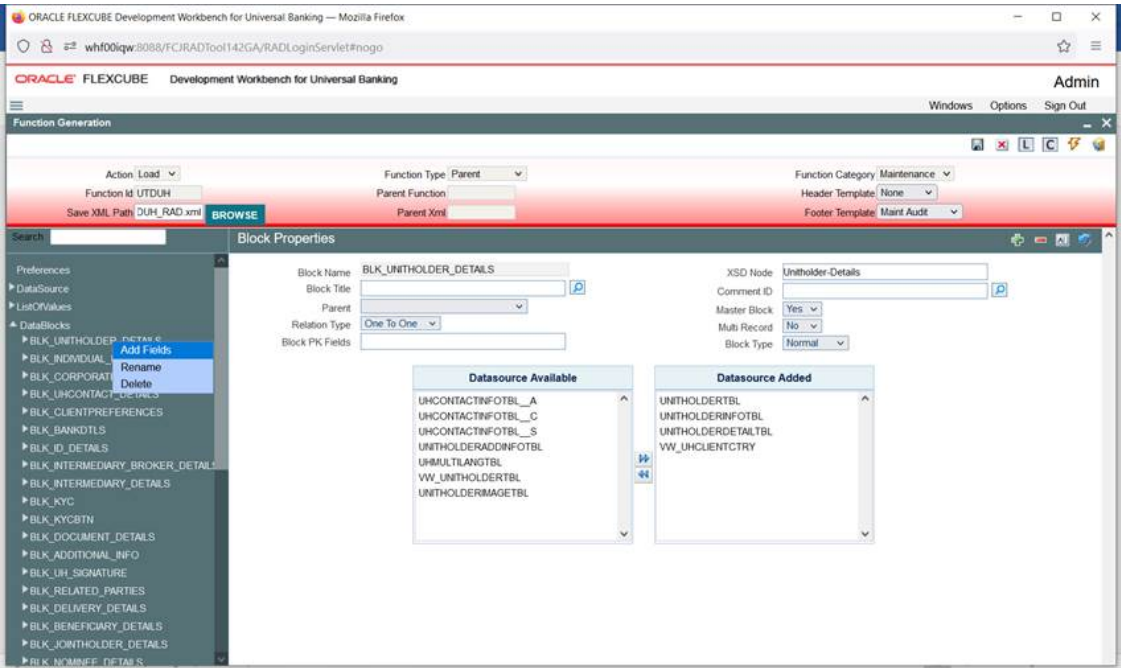 ORACLE FLEXCUBE Development Workbench for Universal Banking — Mozilla Firefox
whf00iqw:8088/FCJRADTool142GA/RADLoginServlet#nogo
ORACLE FLEXCUBE Development Workbench for Universal Banking Admin
Windows Options Sign Out
Function Generation
L C
Action Load Function Type Parent Function Category Maintenance
Function Id UTDUH Parent Function Header Template None
Save XML Path DUH_RAD.xml BROWSE Parent Xml Footer Template Maint Audit
Search Block Properties
Preferences
DataSource
ListOfValues
DataBlocks
BLK_UNITHOLDER_DETAILS
BLK_INDIVIDUAL
BLK_CORPORAT
BLK_UHCONTACT_DETAILS
BLK_CLIENTPREFERENCES
BLK_BANKDTLS
BLK_ID_DETAILS
BLK_INTERMEDIARY_BROKER_DETAILS
BLK_INTERMEDIARY_DETAILS
BLK_KYC
BLK_KYCBTN
BLK_DOCUMENT_DETAILS
BLK_ADDITIONAL_INFO
BLK_UH_SIGNATURE
BLK_RELATED_PARTIES
BLK_DELIVERY_DETAILS
BLK_BENEFICIARY_DETAILS
BLK_JOINTHOLDER_DETAILS
BLK_NOMINEE_DETAILS
Add Fields
Rename
Delete
Block Name BLK_UNITHOLDER_DETAILS XSD Node Unitholder-Details
Block Title Comment ID
Parent Master Block Yes
Relation Type One To One Multi Record No
Block PK Fields Block Type Normal
Datasource Available
UHCONTACTINFOTBL__A
UHCONTACTINFOTBL__C
UHCONTACTINFOTBL__S
UNITHOLDERADDINFOTBL
UHMULTILANGTBL
VW_UNITHOLDERTBL
UNITHOLDERIMAGETBL
Datasource Added
UNITHOLDERTBL
UNITHOLDERINFOTBL
UNITHOLDERDETAILTBL
VW_UHCLIENTCTRY